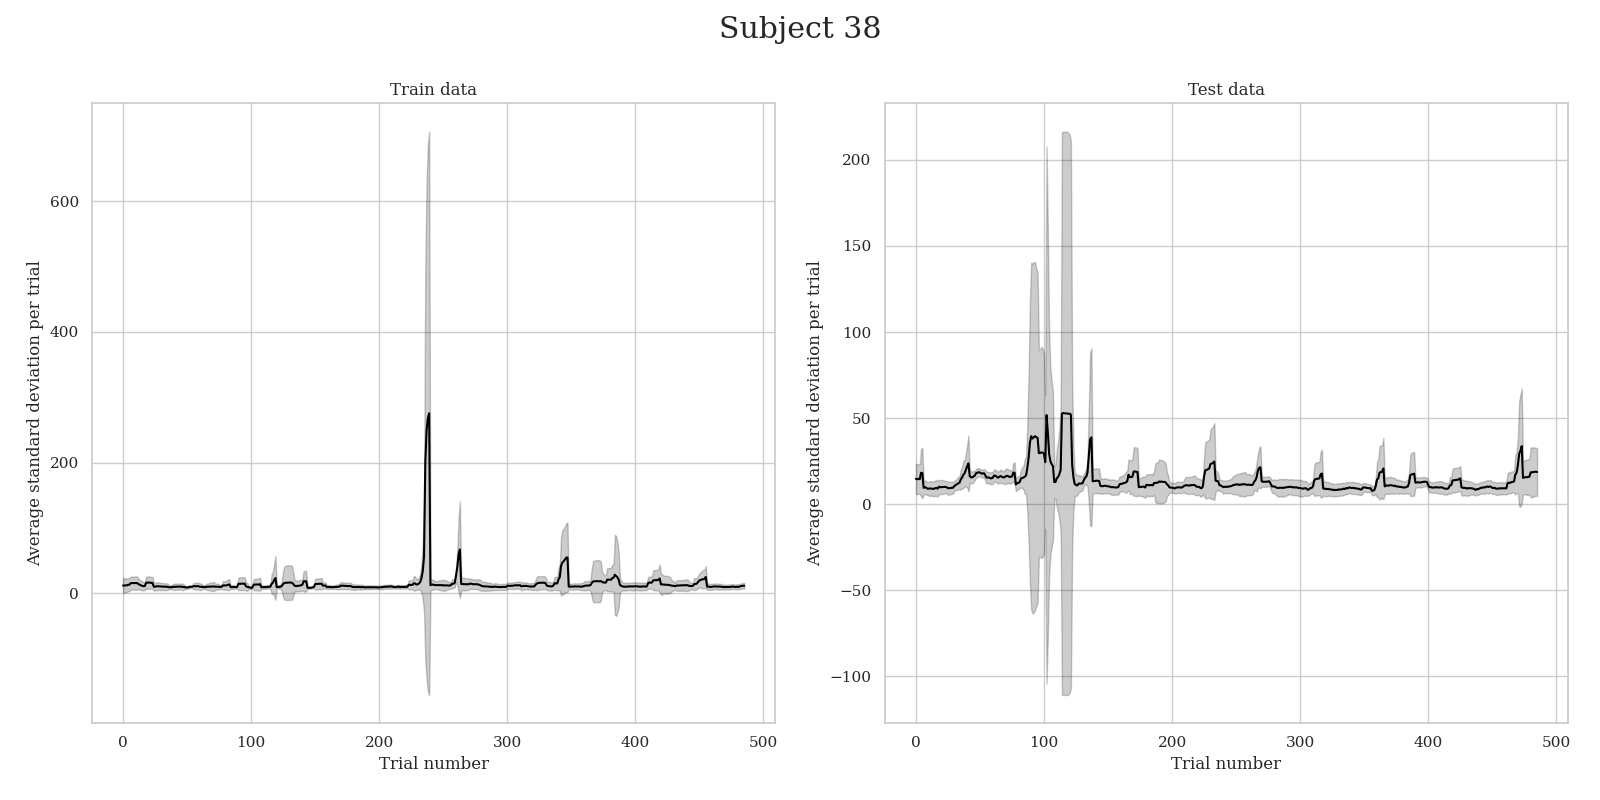 Subject 38
Train data
Average standard deviation per trial
600
400
200
0
0 100 200 300 400 500
Trial number
Test data
Average standard deviation per trial
200
150
100
50
0
−50
−100
0 100 200 300 400 500
Trial number